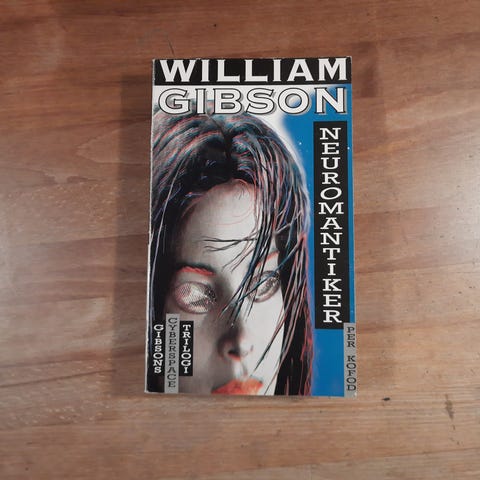 WILLIAM
GIBSON
NEUROMANTIKER
GIBSONS
CYBERSPACE
TRILOGI
PER KOFOD